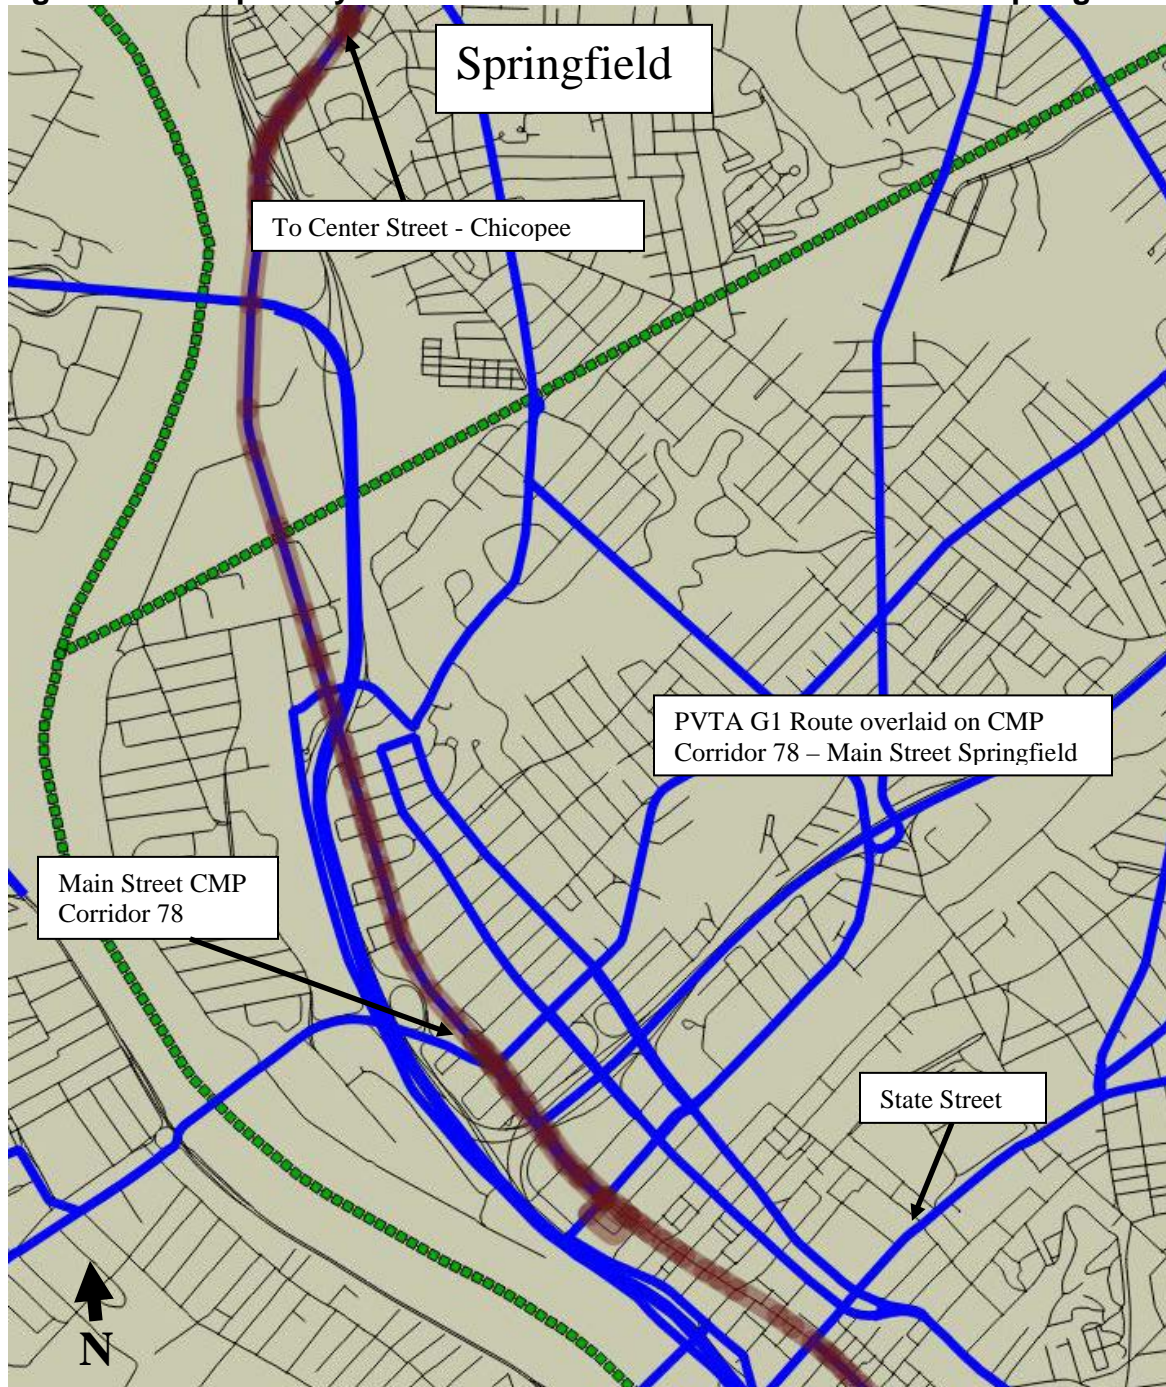 Springfield
To Center Street - Chicopee
PVTA G1 Route overlaid on CMP
Corridor 78 – Main Street Springfield
Main Street CMP
Corridor 78
State Street
N